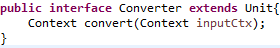 public interface Converter extends Unit{
    Context convert(Context inputCtx);
}